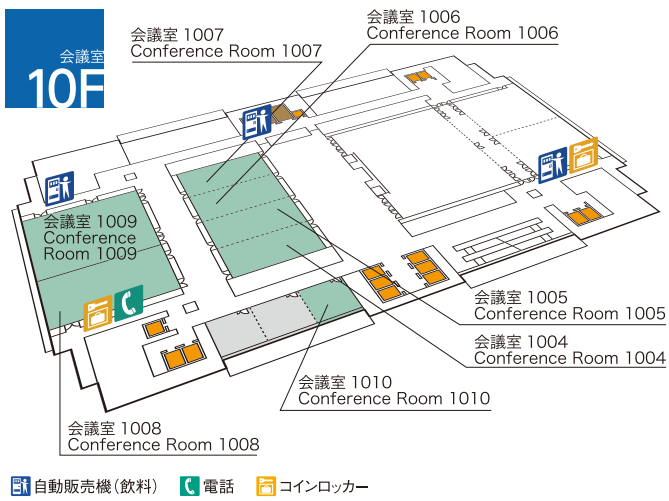 会議室
10F
会議室 1007
Conference Room 1007
会議室 1006
Conference Room 1006
会議室 1009
Conference
Room 1009
会議室 1005
Conference Room 1005
会議室 1004
Conference Room 1004
会議室 1010
Conference Room 1010
会議室 1008
Conference Room 1008
自動販売機(飲料)
電話
コインロッカー